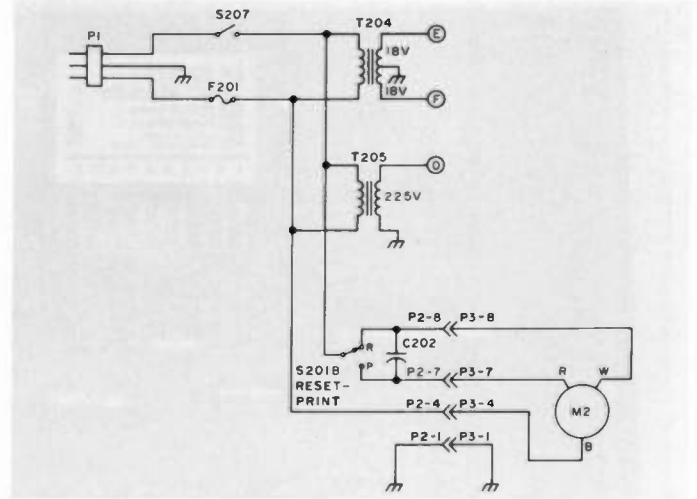 S207
T204
P1
E
18V
F201
18V
F
T205
O
225V
P2-8 P3-8
R
C202
S201B
RESET-
PRINT
P
P2-7 P3-7
R W
P2-4 P3-4
M2
B
P2-1 P3-1